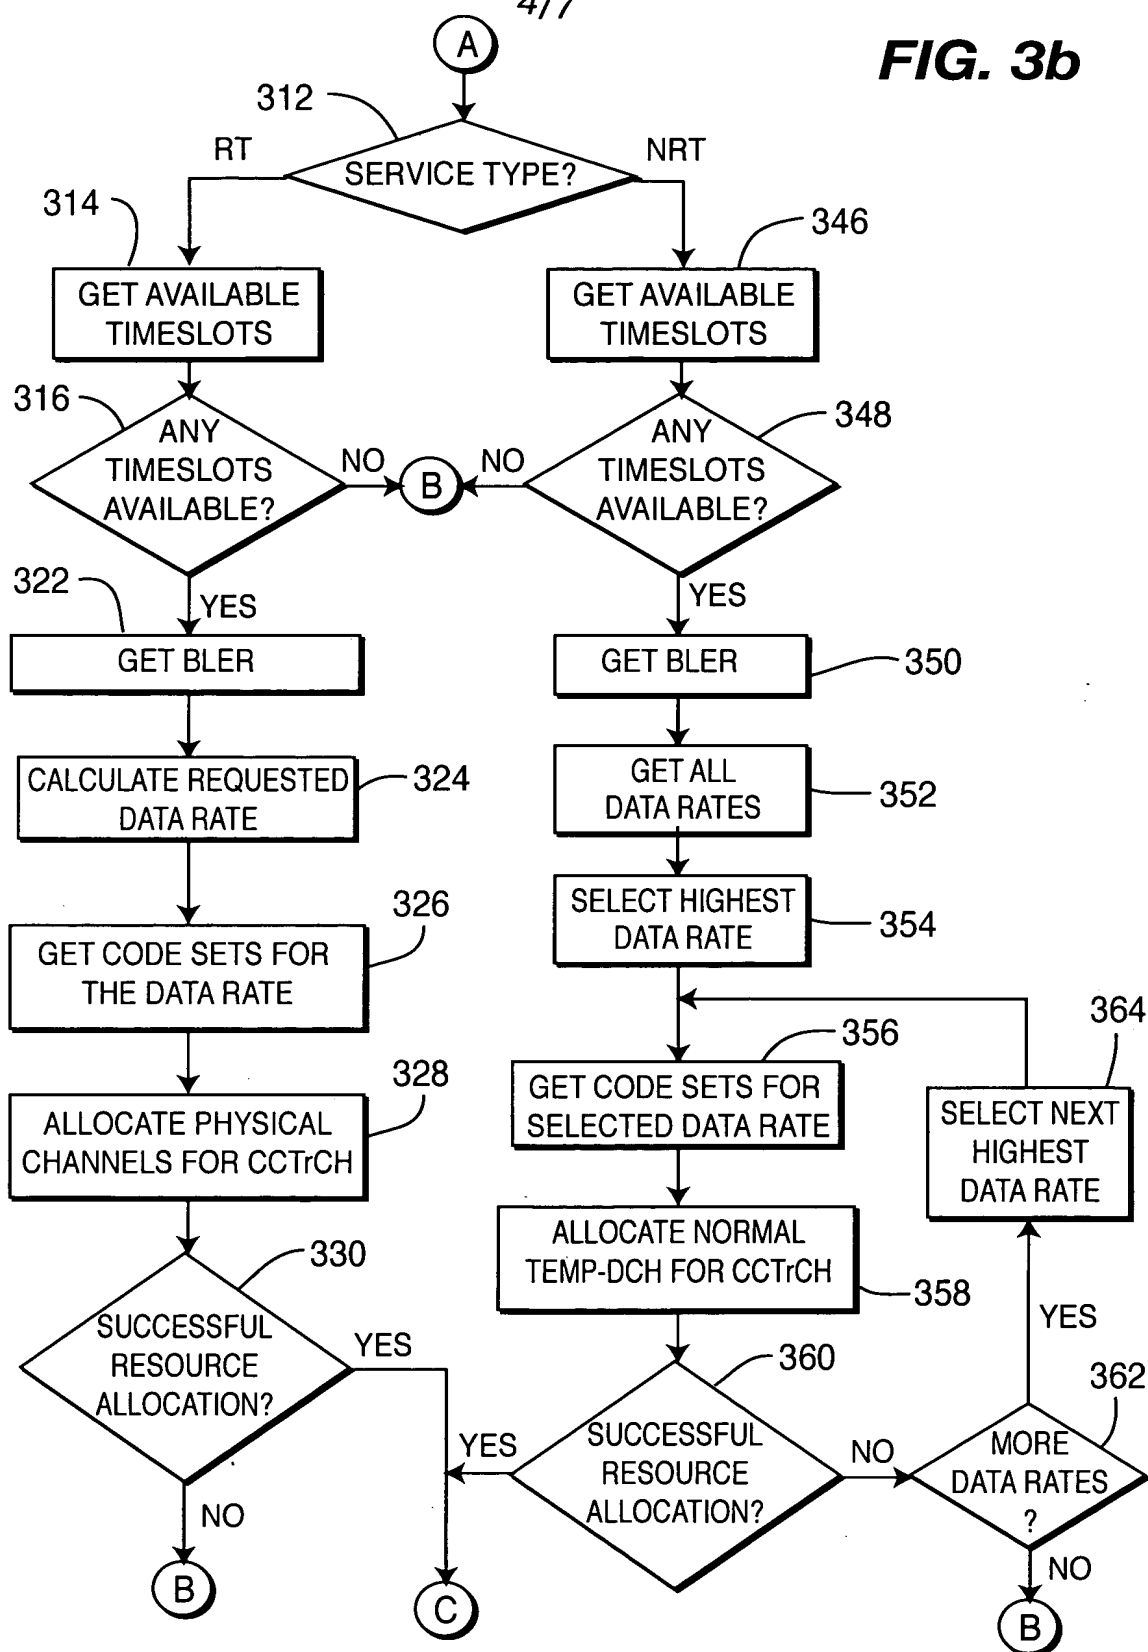 4/7
A
FIG. 3b
312
RT
SERVICE TYPE?
NRT
314
346
GET AVAILABLE
TIMESLOTS
GET AVAILABLE
TIMESLOTS
316
ANY
TIMESLOTS
AVAILABLE?
NO
B
NO
348
ANY
TIMESLOTS
AVAILABLE?
322
YES
YES
GET BLER
GET BLER
350
CALCULATE REQUESTED
DATA RATE
324
GET ALL
DATA RATES
352
SELECT HIGHEST
DATA RATE
354
326
GET CODE SETS FOR
THE DATA RATE
356
GET CODE SETS FOR
SELECTED DATA RATE
364
SELECT NEXT
HIGHEST
DATA RATE
328
ALLOCATE PHYSICAL
CHANNELS FOR CCTrCH
ALLOCATE NORMAL
TEMP-DCH FOR CCTrCH
358
330
SUCCESSFUL
RESOURCE
ALLOCATION?
YES
YES
360
SUCCESSFUL
RESOURCE
ALLOCATION?
NO
YES
362
MORE
DATA RATES
?
NO
B
C
NO
B